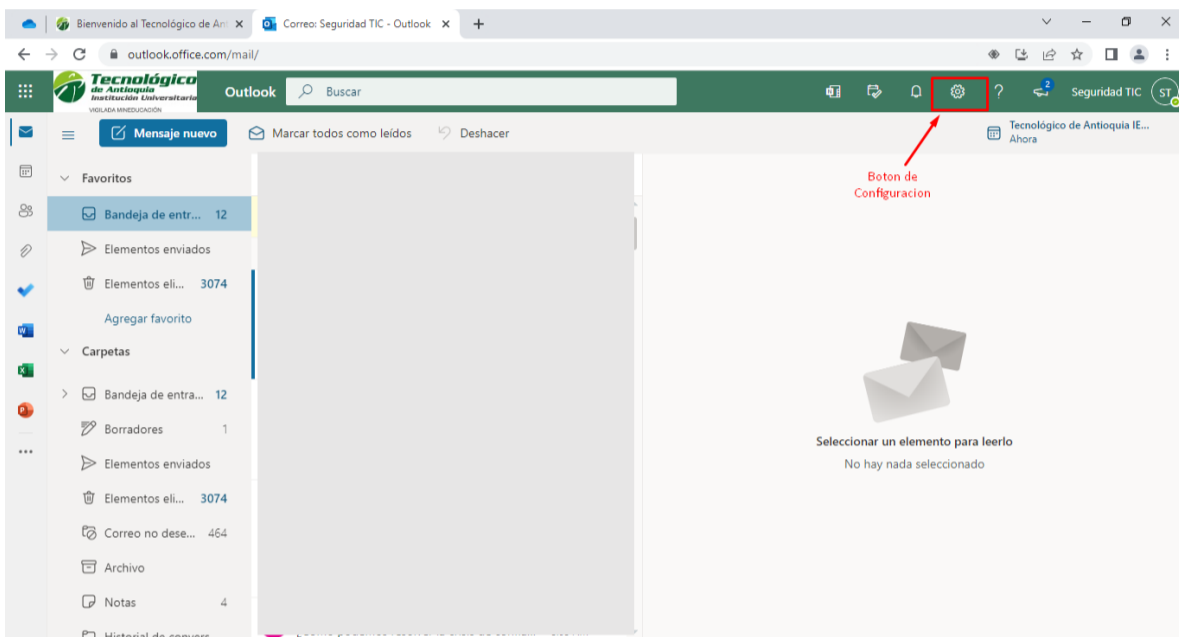 Bienvenido al Tecnológico de Ant
Correo: Seguridad TIC - Outlook
outlook.office.com/mail/
Tecnológico
de Antioquia
Institución Universitaria
VIGILADA MINEDUCACIÓN
Outlook
Buscar
2
Seguridad TIC
ST
Mensaje nuevo
Marcar todos como leídos
Deshacer
Tecnológico de Antioquia IE...
Ahora
Boton de
Configuracion
Favoritos
Bandeja de entr... 12
Elementos enviados
Elementos eli... 3074
Agregar favorito
Carpetas
Bandeja de entra... 12
Borradores 1
Elementos enviados
Elementos eli... 3074
Correo no dese... 464
Archivo
Notas 4
Historial de convers
Seleccionar un elemento para leerlo
No hay nada seleccionado